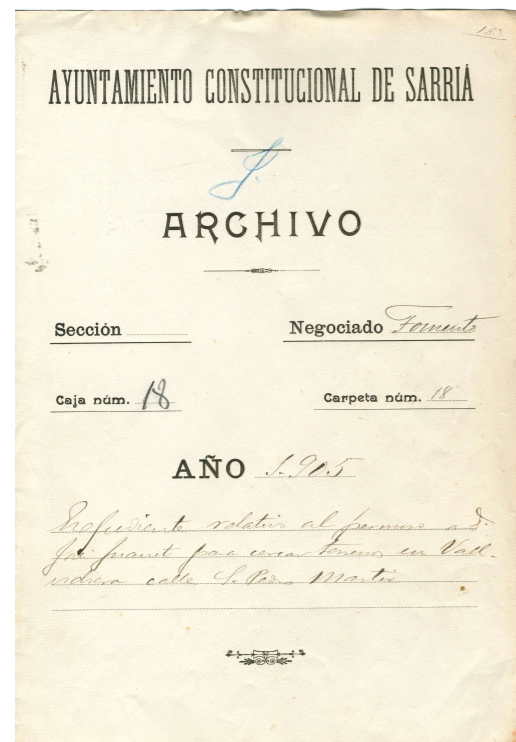 183
AYUNTAMIENTO CONSTITUCIONAL DE SARRIÁ
J.
ARCHIVO
Sección
Negociado Fomento
Caja núm. 18
Carpeta núm. 18
AÑO 1.905
Expediente relativo al permiso a D.
José Juanet para cercar terreno en Vall-
vidrera calle S. Pedro Martir